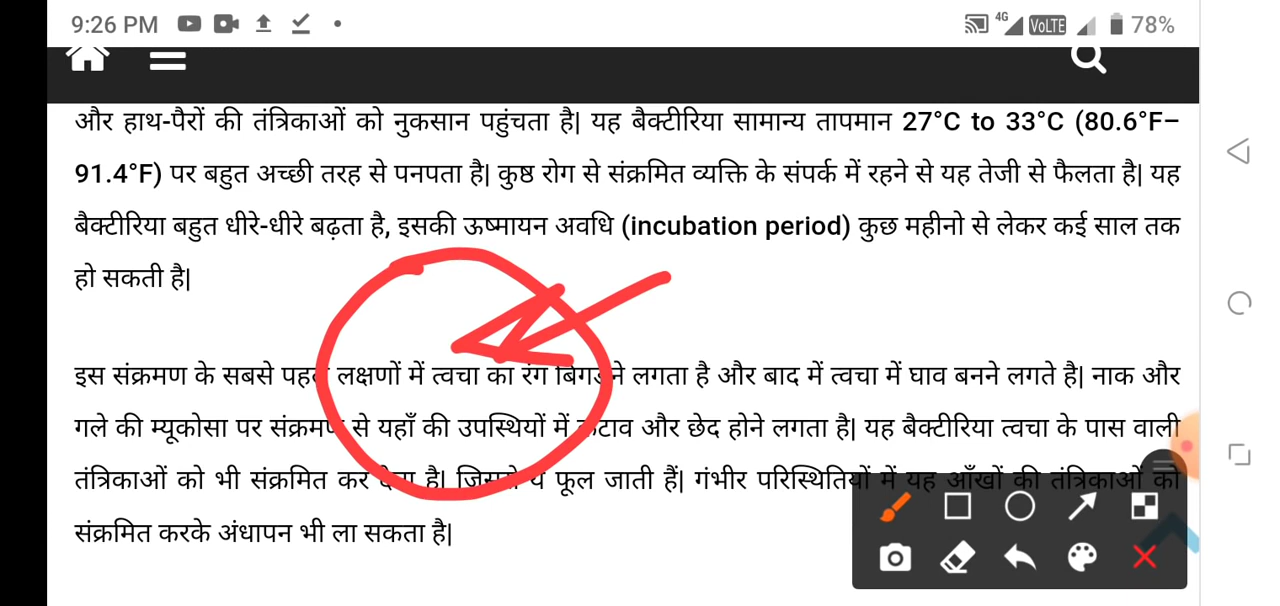 9:26 PM 4G VoLTE 78%
और हाथ-पैरों की तंत्रिकाओं को नुकसान पहुंचता है| यह बैक्टीरिया सामान्य तापमान 27°C to 33°C (80.6°F–
91.4°F) पर बहुत अच्छी तरह से पनपता है| कुष्ठ रोग से संक्रमित व्यक्ति के संपर्क में रहने से यह तेजी से फैलता है| यह
बैक्टीरिया बहुत धीरे-धीरे बढ़ता है, इसकी ऊष्मायन अवधि (incubation period) कुछ महीनो से लेकर कई साल तक
हो सकती है|
इस संक्रमण के सबसे लक्षणों में त्वचा का रंग लगता है और बाद में त्वचा में घाव बनने लगते है| नाक और
गले की म्यूकोसा पर से यहाँ की उपस्थियों में और छेद होने लगता है| यह बैक्टीरिया त्वचा के पास वाली
तंत्रिकाओं को भी संक्रमित कर है| फूल जाती हैं| गंभीर परिस्थितियों में यह आँखों की तंत्रिकाओं को
संक्रमित करके अंधापन भी ला सकता है|